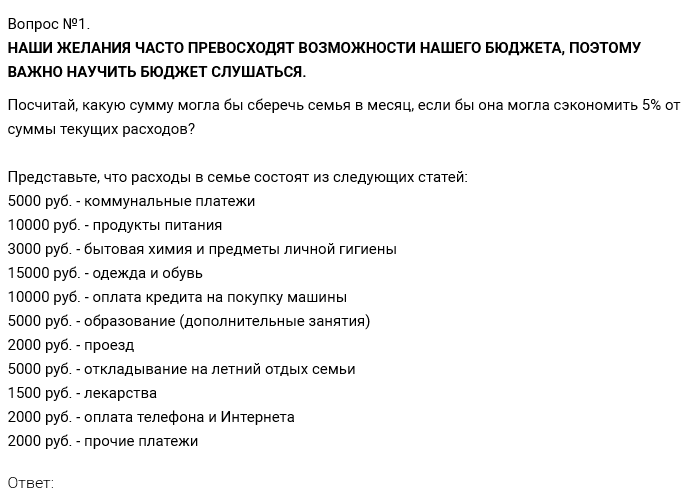 Вопрос №1.
НАШИ ЖЕЛАНИЯ ЧАСТО ПРЕВОСХОДЯТ ВОЗМОЖНОСТИ НАШЕГО БЮДЖЕТА, ПОЭТОМУ
ВАЖНО НАУЧИТЬ БЮДЖЕТ СЛУШАТЬСЯ.
Посчитай, какую сумму могла бы сберечь семья в месяц, если бы она могла сэкономить 5% от
суммы текущих расходов?
Представьте, что расходы в семье состоят из следующих статей:
5000 руб. - коммунальные платежи
10000 руб. - продукты питания
3000 руб. - бытовая химия и предметы личной гигиены
15000 руб. - одежда и обувь
10000 руб. - оплата кредита на покупку машины
5000 руб. - образование (дополнительные занятия)
2000 руб. - проезд
5000 руб. - откладывание на летний отдых семьи
1500 руб. - лекарства
2000 руб. - оплата телефона и Интернета
2000 руб. - прочие платежи
Ответ: